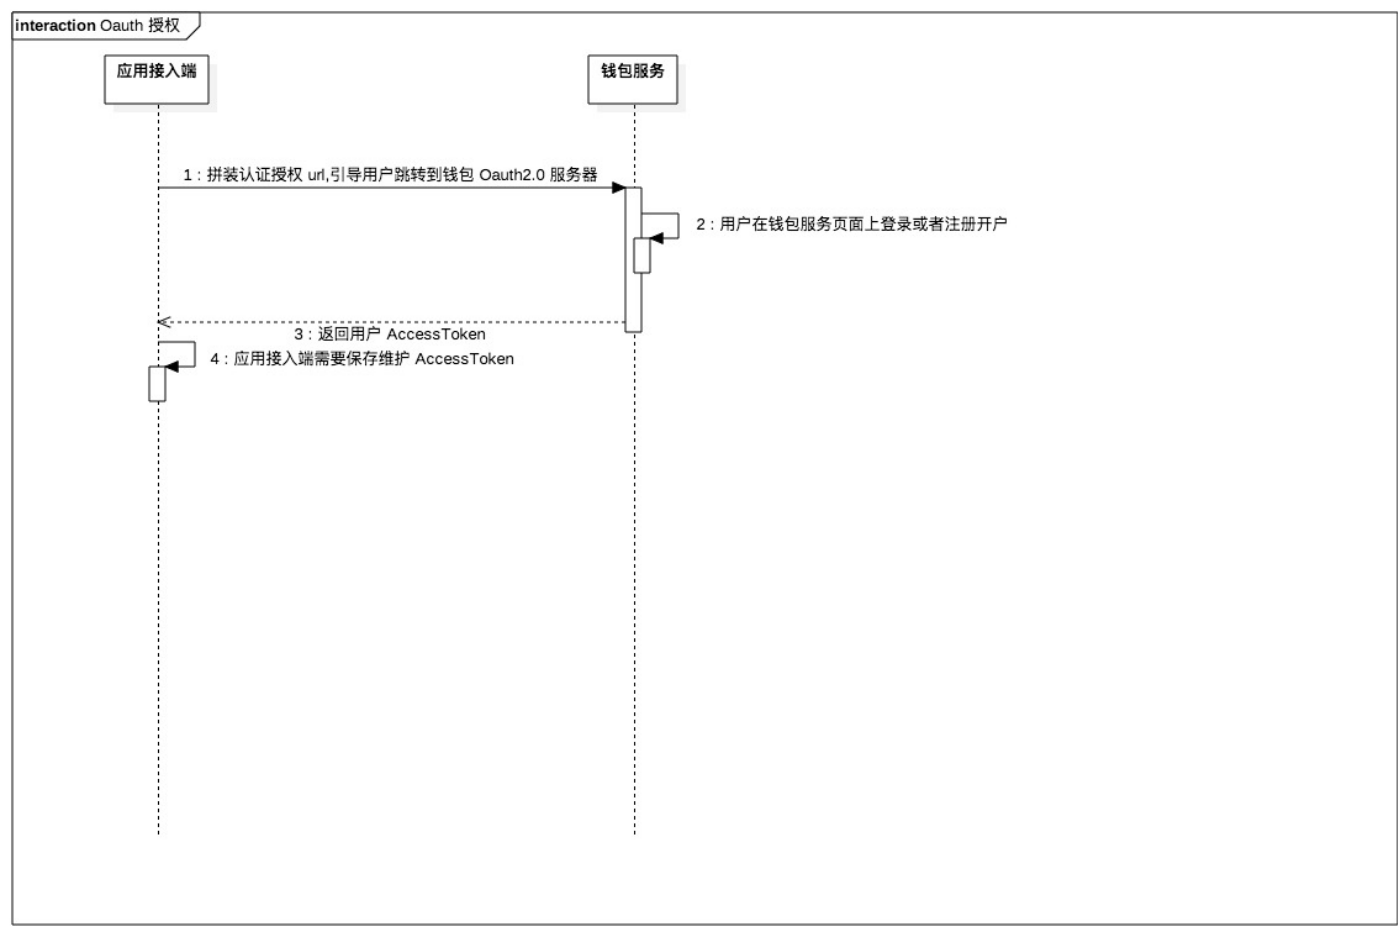 interaction Oauth 授权
应用接入端
钱包服务
1 : 拼装认证授权 url,引导用户跳转到钱包 Oauth2.0 服务器
2 : 用户在钱包服务页面上登录或者注册开户
3 : 返回用户 AccessToken
4 : 应用接入端需要保存维护 AccessToken